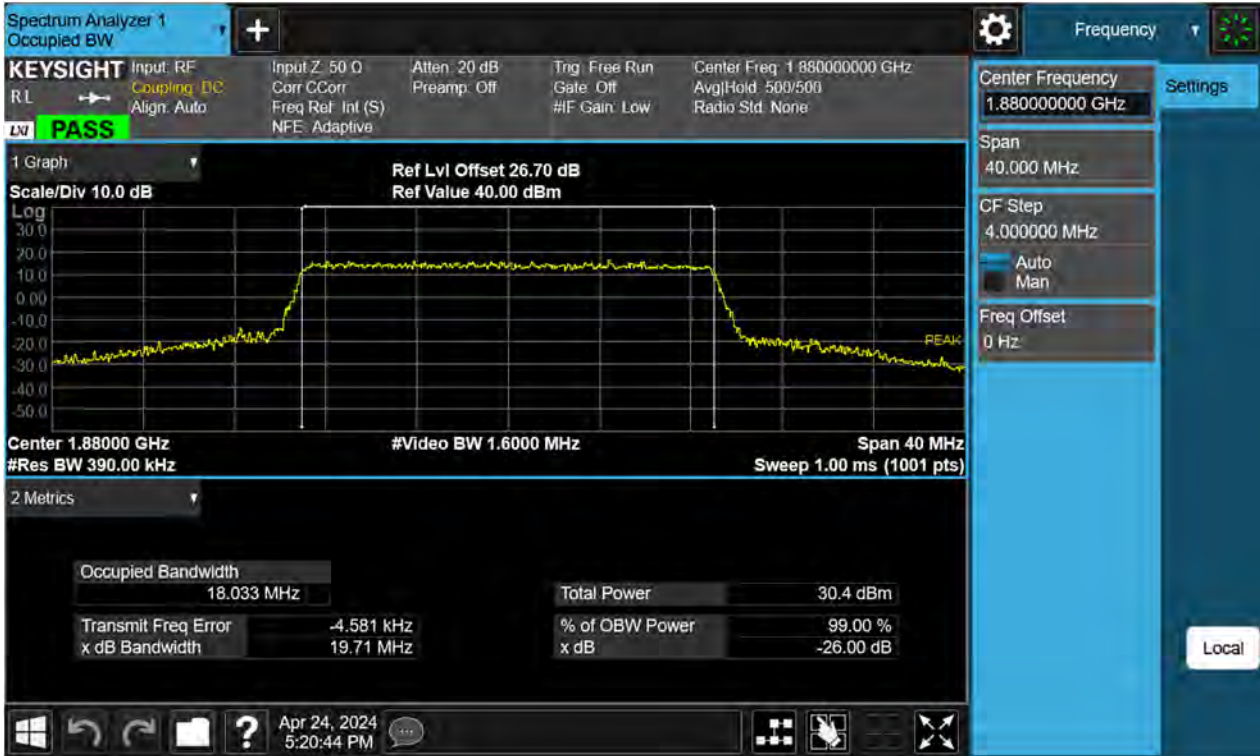 Spectrum Analyzer 1
Occupied BW
+
Frequency
KEYSIGHT
RL
LXI
PASS
Input: RF
Coupling: DC
Align: Auto
Input Z: 50 Ω
Corr CCorr
Freq Ref: Int (S)
NFE: Adaptive
Atten: 20 dB
Preamp: Off
Trig: Free Run
Gate: Off
#IF Gain: Low
Center Freq: 1.880000000 GHz
Avg|Hold: 500/500
Radio Std: None
Center Frequency
1.880000000 GHz
Settings
Span
40.000 MHz
CF Step
4.000000 MHz
Auto
Man
Freq Offset
0 Hz
Local
1 Graph
Scale/Div 10.0 dB
Ref Lvl Offset 26.70 dB
Ref Value 40.00 dBm
Log
30.0
20.0
10.0
0.00
-10.0
-20.0
-30.0
-40.0
-50.0
PEAK
Center 1.88000 GHz
#Video BW 1.6000 MHz
Span 40 MHz
#Res BW 390.00 kHz
Sweep 1.00 ms (1001 pts)
2 Metrics
Occupied Bandwidth
18.033 MHz
Total Power 30.4 dBm
Transmit Freq Error -4.581 kHz
% of OBW Power 99.00 %
x dB Bandwidth 19.71 MHz
x dB -26.00 dB
?
Apr 24, 2024
5:20:44 PM